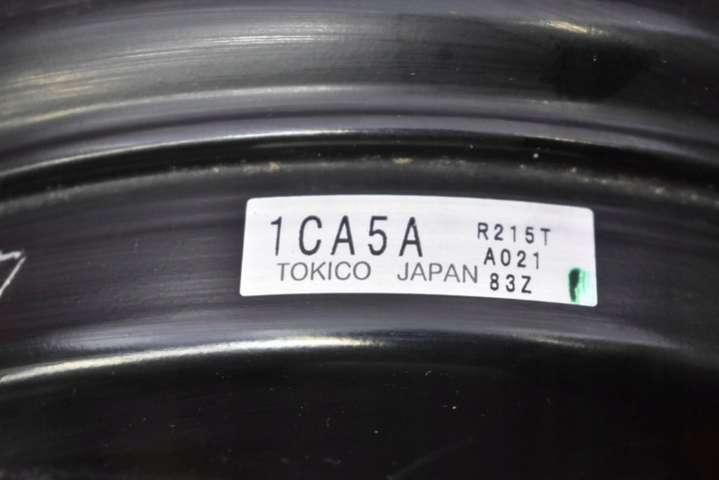 1CA5A
TOKICO JAPAN
R215T
A021
83Z